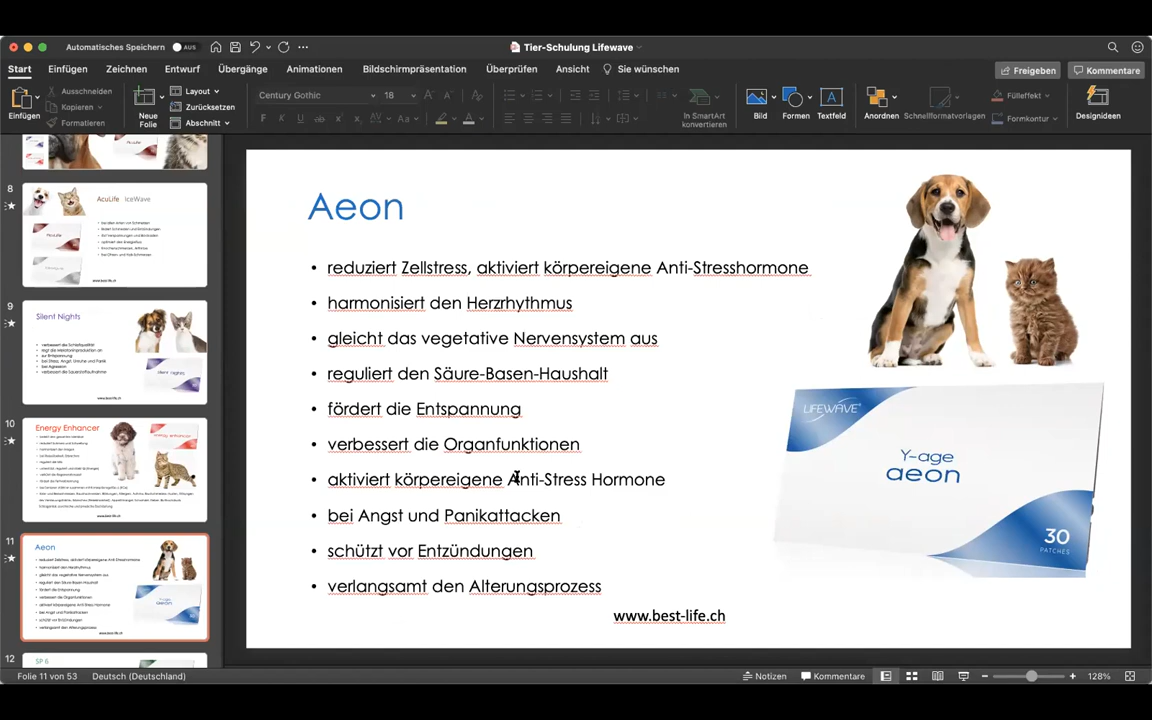 Automatisches Speichern AUS
Tier-Schulung Lifewave
Start Einfügen Zeichnen Entwurf Übergänge Animationen Bildschirmpräsentation Überprüfen Ansicht Sie wünschen
Freigeben Kommentare
Einfügen
Ausschneiden
Kopieren
Formatieren
Neue Folie
Layout
Zurücksetzen
Abschnitt
Century Gothic 18
In SmartArt konvertieren
Bild Formen Textfeld
Anordnen Schnellformatvorlagen
Fülleffekt
Formkontur
Designideen
8
AcuLife IceWave
9
Silent Nights
10
Energy Enhancer
11
Aeon
12
SP 6
Aeon
• reduziert Zellstress, aktiviert körpereigene Anti-Stresshormone
• harmonisiert den Herzrhythmus
• gleicht das vegetative Nervensystem aus
• reguliert den Säure-Basen-Haushalt
• fördert die Entspannung
• verbessert die Organfunktionen
• aktiviert körpereigene Anti-Stress Hormone
• bei Angst und Panikattacken
• schützt vor Entzündungen
• verlangsamt den Alterungsprozess
www.best-life.ch
LIFEWAVE
Y-age
aeon
30
PATCHES
Folie 11 von 53 Deutsch (Deutschland)
Notizen Kommentare 128%